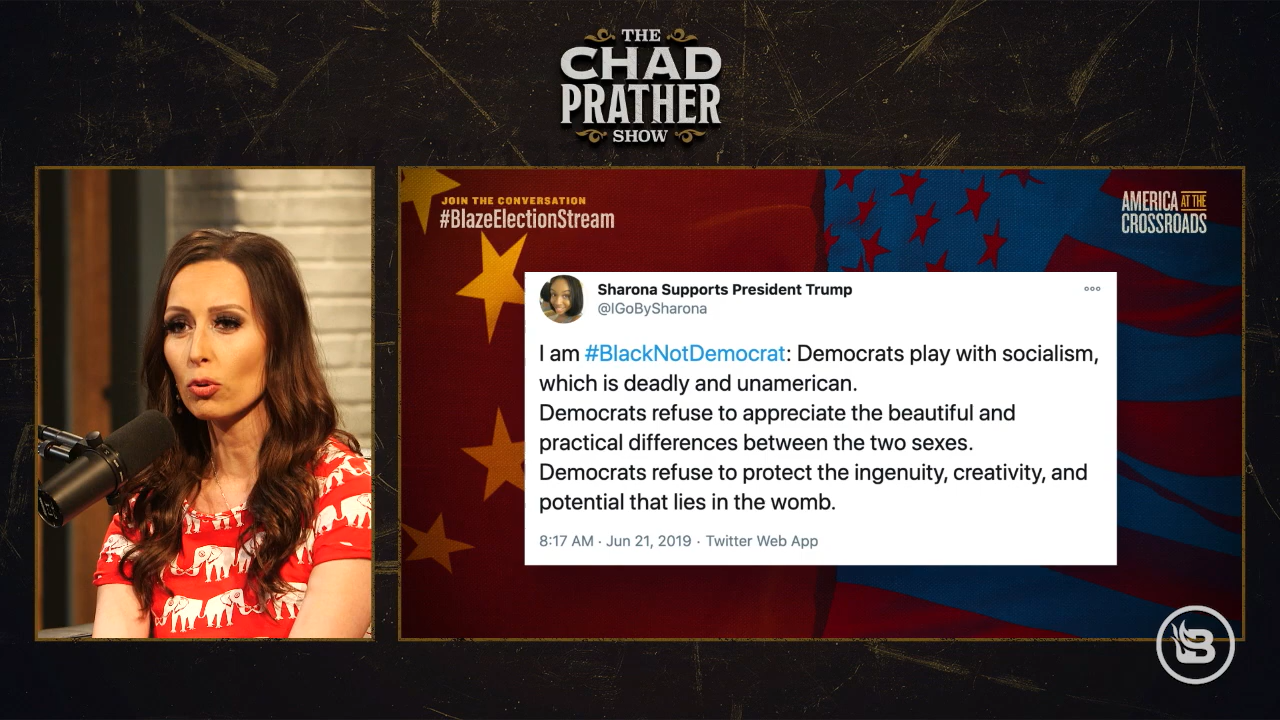 THE
CHAD
PRATHER
SHOW
JOIN THE CONVERSATION
#BlazeElectionStream
AMERICA AT THE
CROSSROADS
Sharona Supports President Trump
@IGoBySharona
I am #BlackNotDemocrat: Democrats play with socialism,
which is deadly and unamerican.
Democrats refuse to appreciate the beautiful and
practical differences between the two sexes.
Democrats refuse to protect the ingenuity, creativity, and
potential that lies in the womb.
8:17 AM · Jun 21, 2019 · Twitter Web App
B